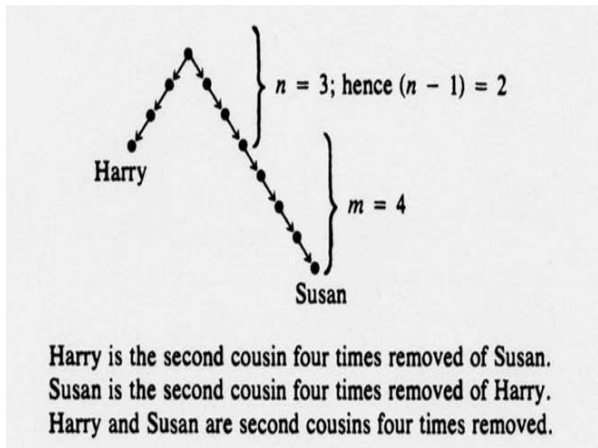 n = 3; hence (n − 1) = 2
Harry
m = 4
Susan
Harry is the second cousin four times removed of Susan.
Susan is the second cousin four times removed of Harry.
Harry and Susan are second cousins four times removed.